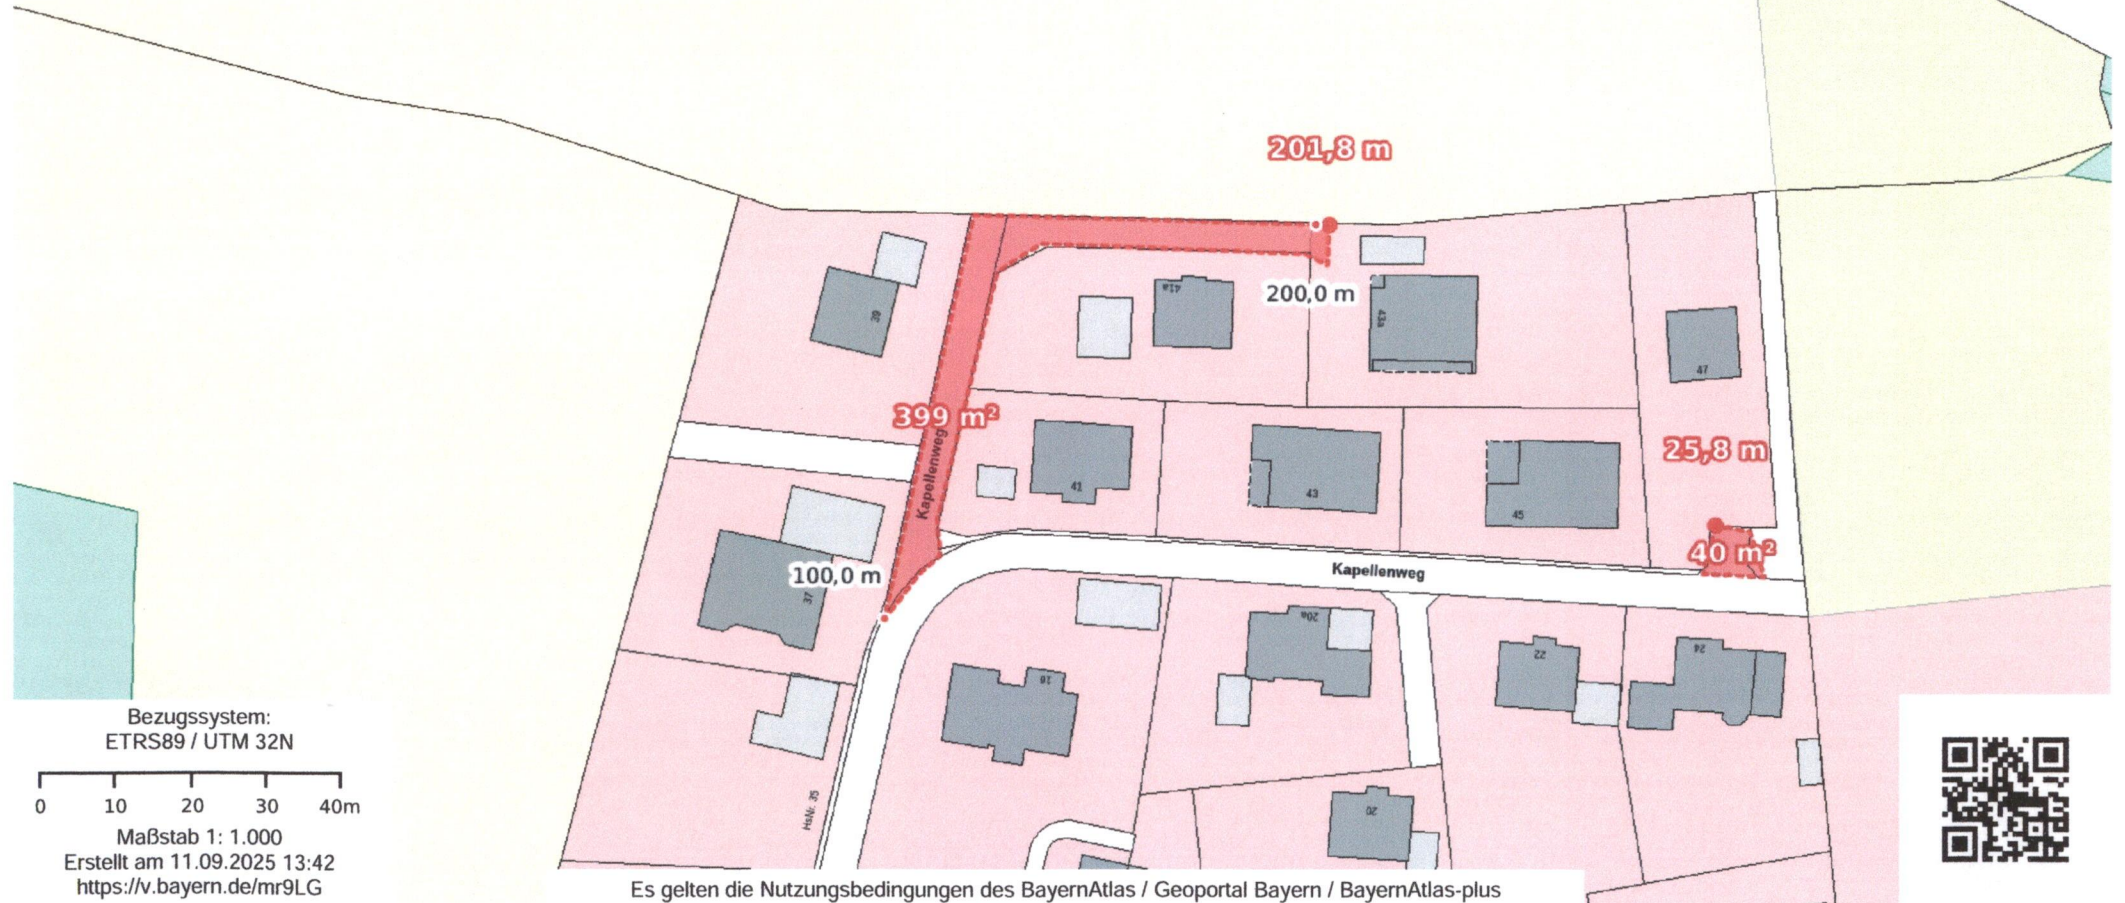 201,8 m
200,0 m
41a
43a
39
47
399 m²
Kapellenweg
25,8 m
41
43
45
40 m²
100,0 m
Kapellenweg
37
20a
22
24
18
HsNr. 35
20
Bezugssystem:
ETRS89 / UTM 32N
0 10 20 30 40m
Maßstab 1: 1.000
Erstellt am 11.09.2025 13:42
https://v.bayern.de/mr9LG
Es gelten die Nutzungsbedingungen des BayernAtlas / Geoportal Bayern / BayernAtlas-plus